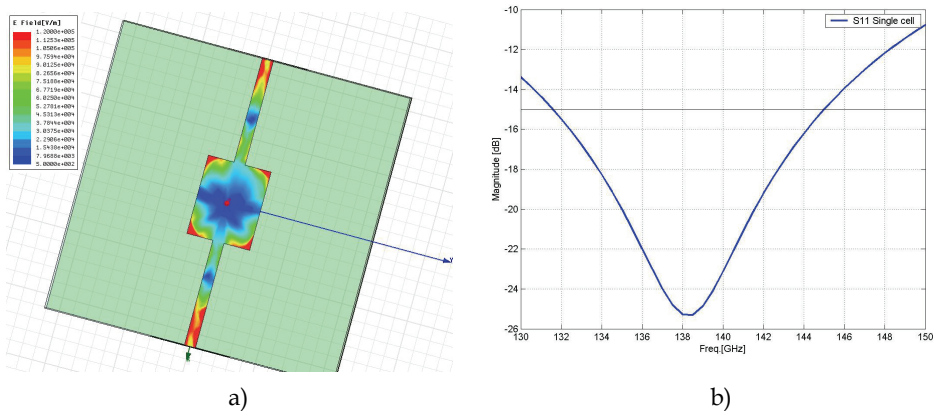 E Field[V/m]
1.2000e+005
1.1253e+005
1.0506e+005
9.7594e+004
9.0125e+004
8.2656e+004
7.5188e+004
6.7719e+004
6.0250e+004
5.2781e+004
4.5313e+004
3.7844e+004
3.0375e+004
2.2906e+004
1.5438e+004
7.9688e+003
5.0000e+002
Y
a)
S11 Single cell
Magnitude [dB]
-10
-12
-14
-16
-18
-20
-22
-24
-26
130
132
134
136
138
140
142
144
146
148
150
Freq.[GHz]
b)